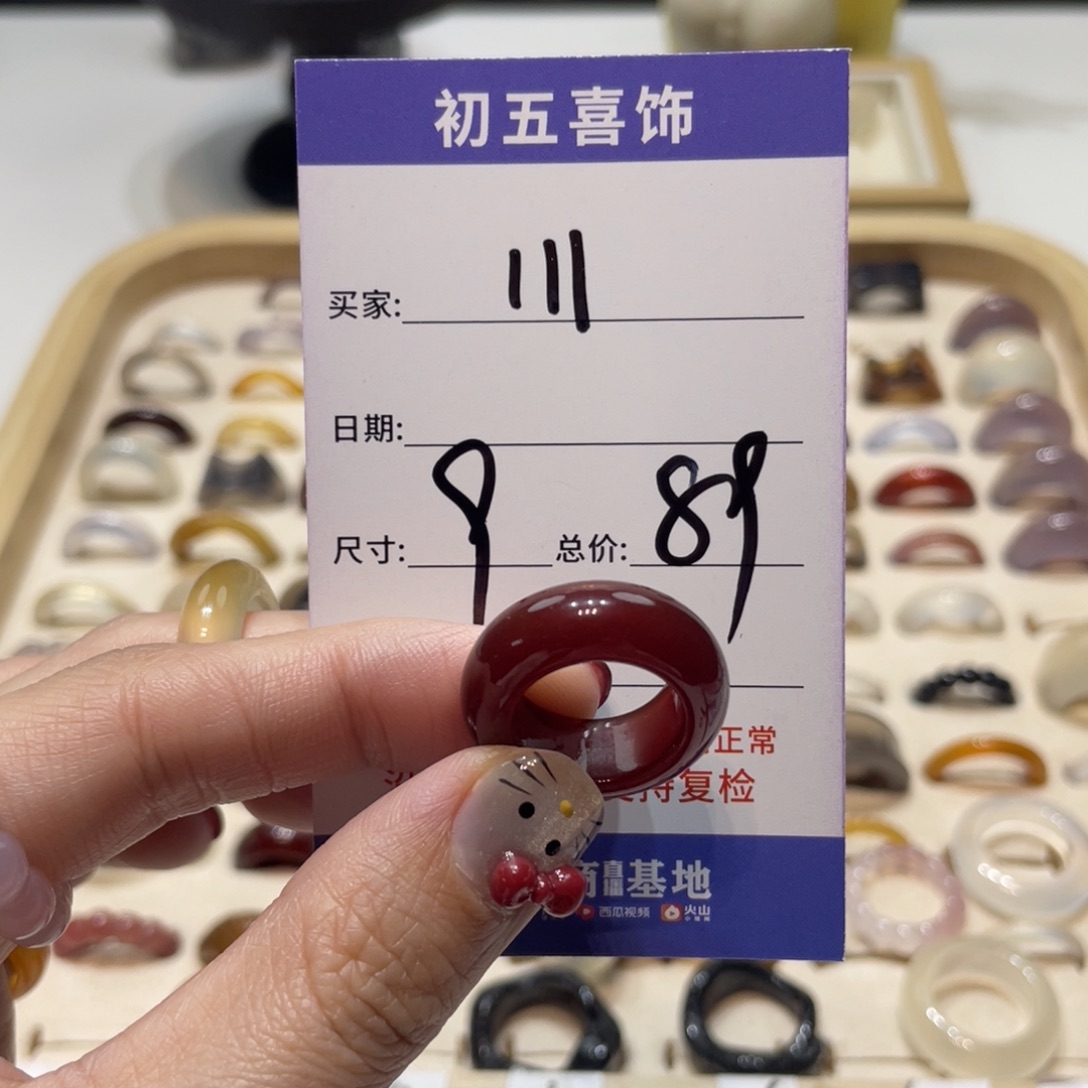 初五喜饰
买家: 川
日期:
尺寸: 9 总价: 89
正常
持复检
基地
西瓜视频 火山